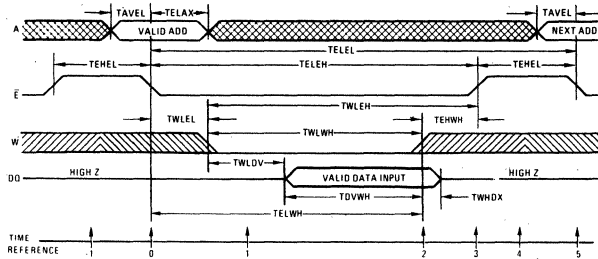 TAVEL TELAX TAVEL
A VALID ADD NEXT ADD
TELEL
TEHEL TELEH TEHEL
E
TWLEH
TWLEL TWLWH TEHWH
W
TWLDV
DQ HIGH Z VALID DATA INPUT HIGH Z
TDVWH TWHDX
TELWH
TIME
REFERENCE -1 0 1 2 3 4 5